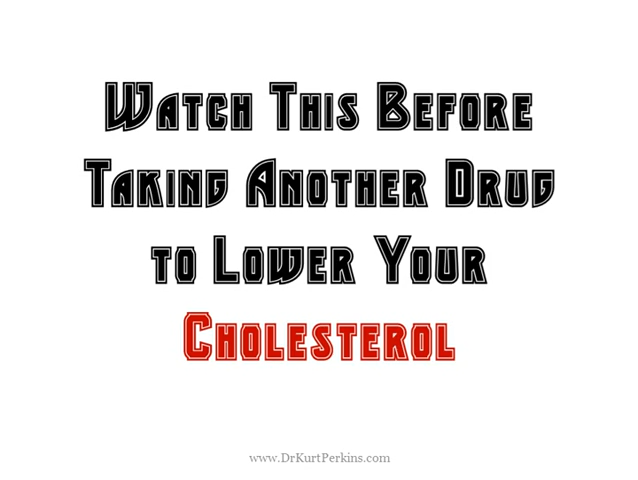 Watch This Before
Taking Another Drug
to Lower Your
Cholesterol
www.DrKurtPerkins.com